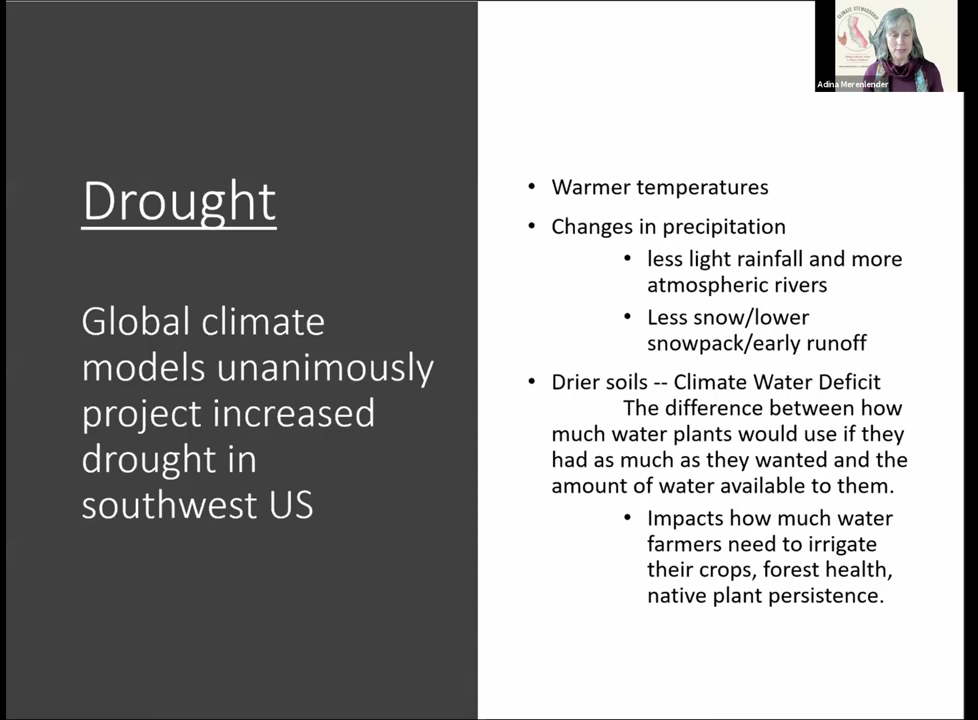 Drought
Global climate
models unanimously
project increased
drought in
southwest US
• Warmer temperatures
• Changes in precipitation
• less light rainfall and more
atmospheric rivers
• Less snow/lower
snowpack/early runoff
• Drier soils -- Climate Water Deficit
The difference between how
much water plants would use if they
had as much as they wanted and the
amount of water available to them.
• Impacts how much water
farmers need to irrigate
their crops, forest health,
native plant persistence.
CLIMATE STEWARDSHIP
Adina Merenlender